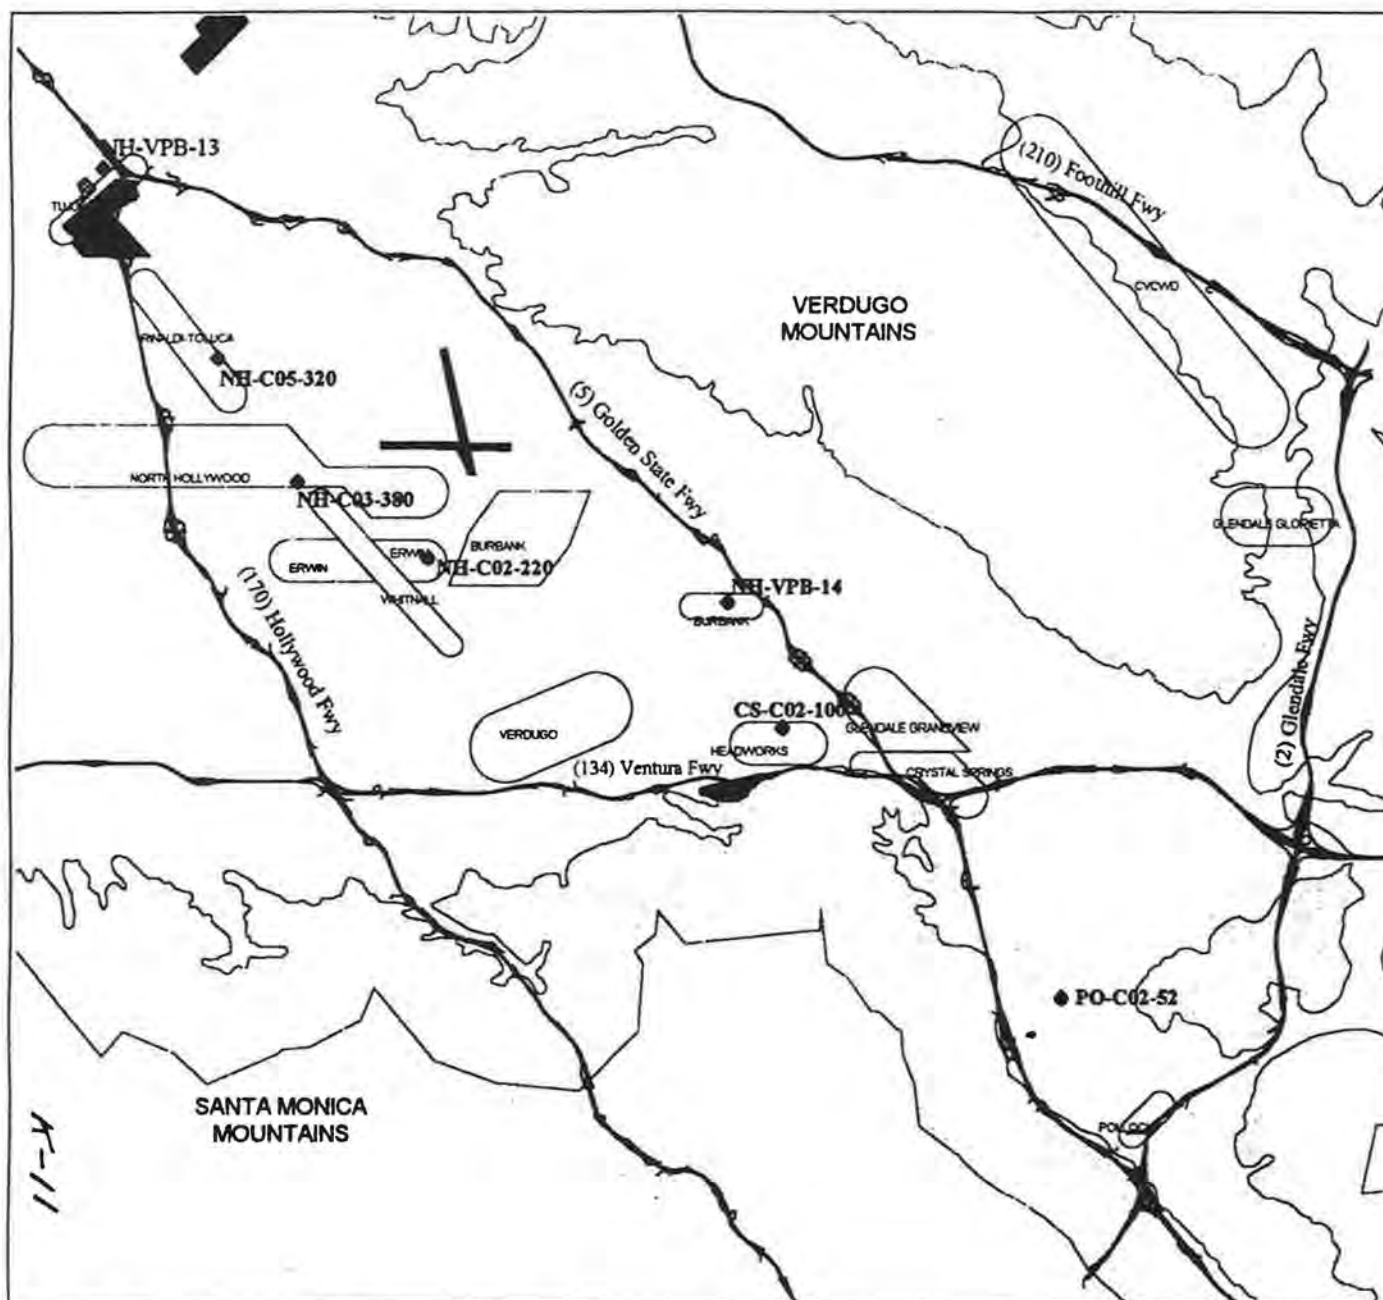 NH-VPB-13
(210) Foothill Fwy
CVCWD
VERDUGO
MOUNTAINS
RINALDI-TOLUCA
NH-C05-320
(5) Golden State Fwy
NORTH HOLLYWOOD
NH-C03-380
GLENDALE GLORIETTA
BURBANK
ERWIN
ERWIN
NH-C02-220
WHITNALL
(170) Hollywood Fwy
NH-VPB-14
BURBANK
(2) Glendale Fwy
CS-C02-100
GLENDALE GRANDVIEW
VERDUGO
HEADWORKS
(134) Ventura Fwy
CRYSTAL SPRINGS
PO-C02-52
SANTA MONICA
MOUNTAINS
POLLOCK
K-11